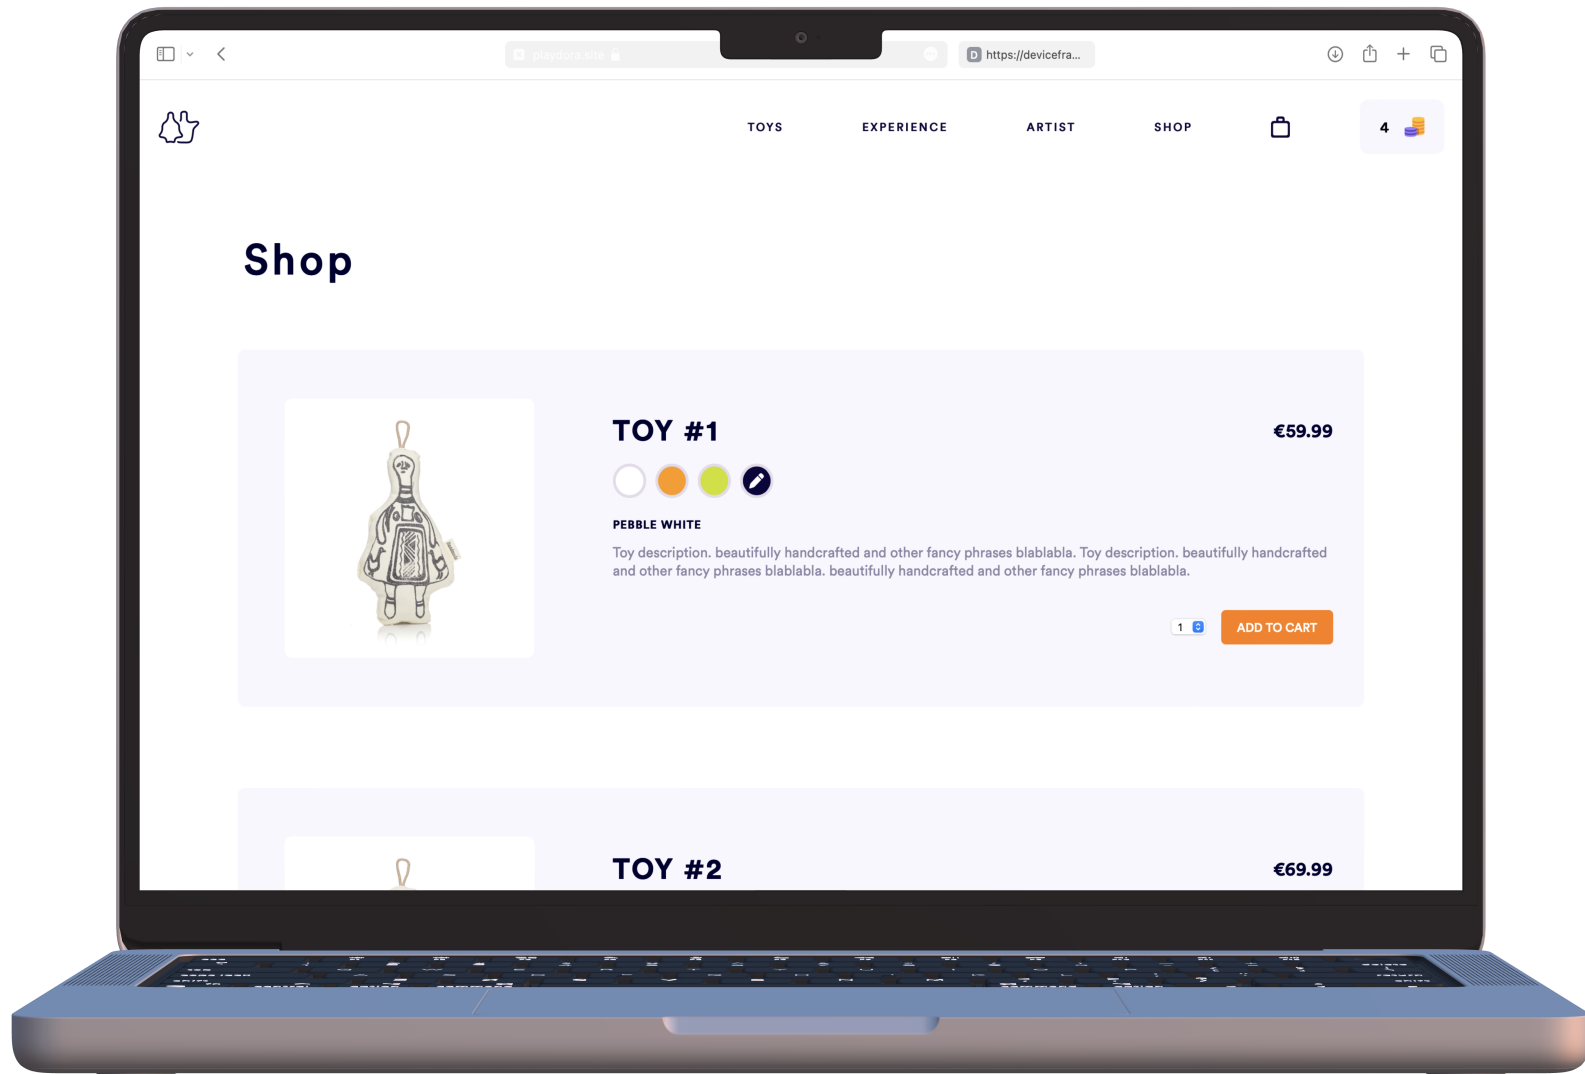 playdora.site
D https://devicefra...
TOYS EXPERIENCE ARTIST SHOP 4
Shop
TOY #1 €59.99
PEBBLE WHITE
Toy description. beautifully handcrafted and other fancy phrases blablabla. Toy description. beautifully handcrafted
and other fancy phrases blablabla. beautifully handcrafted and other fancy phrases blablabla.
1 ADD TO CART
TOY #2 €69.99